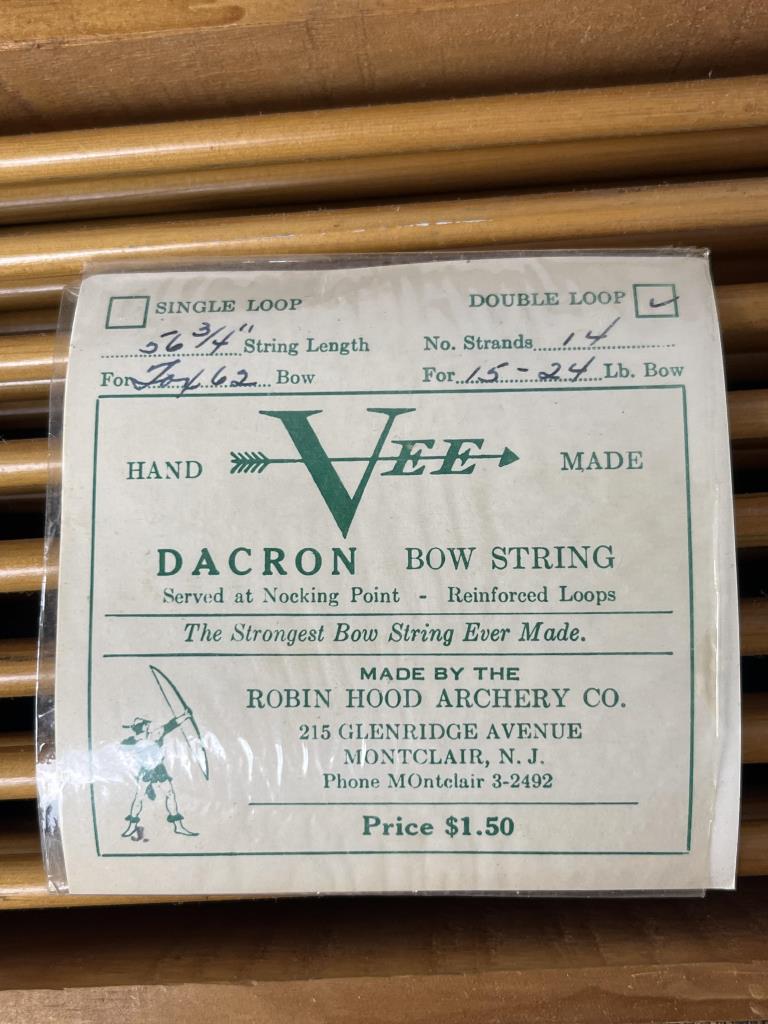 SINGLE LOOP DOUBLE LOOP ✓
56 3/4" String Length No. Strands 14
For Fox 62 Bow For 15-24 Lb. Bow
HAND VEE MADE
DACRON BOW STRING
Served at Nocking Point - Reinforced Loops
The Strongest Bow String Ever Made.
MADE BY THE
ROBIN HOOD ARCHERY CO.
215 GLENRIDGE AVENUE
MONTCLAIR, N. J.
Phone MOntclair 3-2492
Price $1.50